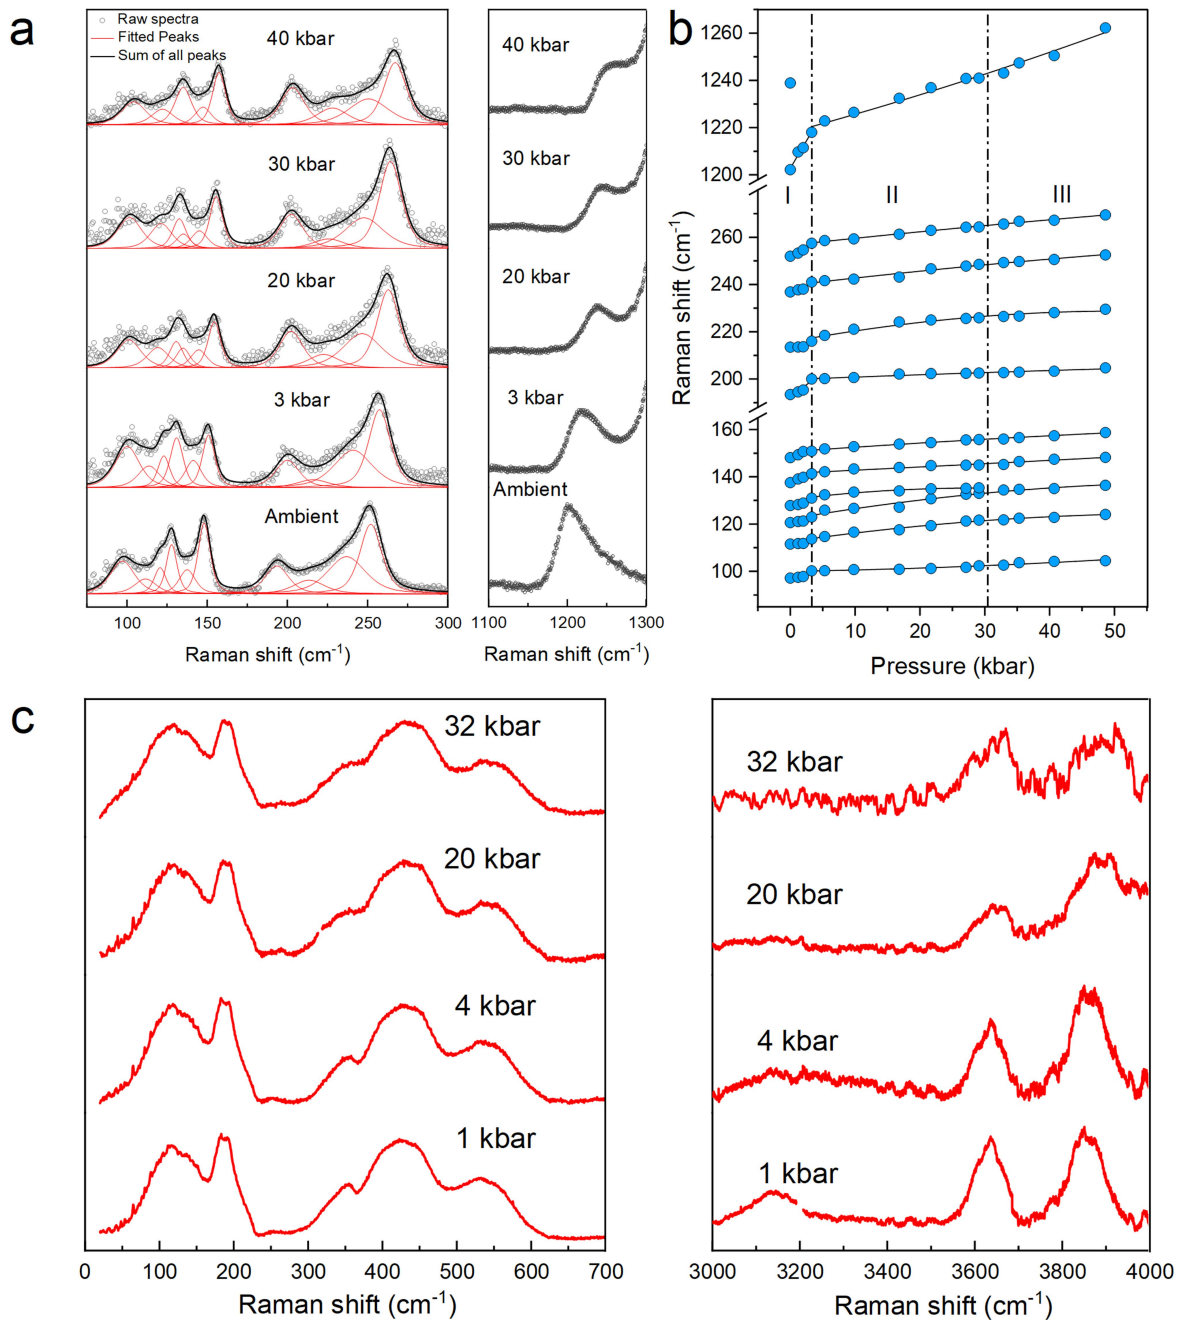 a
Raw spectra
Fitted Peaks
Sum of all peaks
40 kbar
30 kbar
20 kbar
3 kbar
Ambient
100 150 200 250 300
Raman shift (cm-1)
40 kbar
30 kbar
20 kbar
3 kbar
Ambient
1100 1200 1300
Raman shift (cm-1)
b
1260
1240
1220
1200
260
240
220
200
160
140
120
100
Raman shift (cm-1)
I II III
0 10 20 30 40 50
Pressure (kbar)
c
32 kbar
20 kbar
4 kbar
1 kbar
0 100 200 300 400 500 600 700
Raman shift (cm-1)
32 kbar
20 kbar
4 kbar
1 kbar
3000 3200 3400 3600 3800 4000
Raman shift (cm-1)